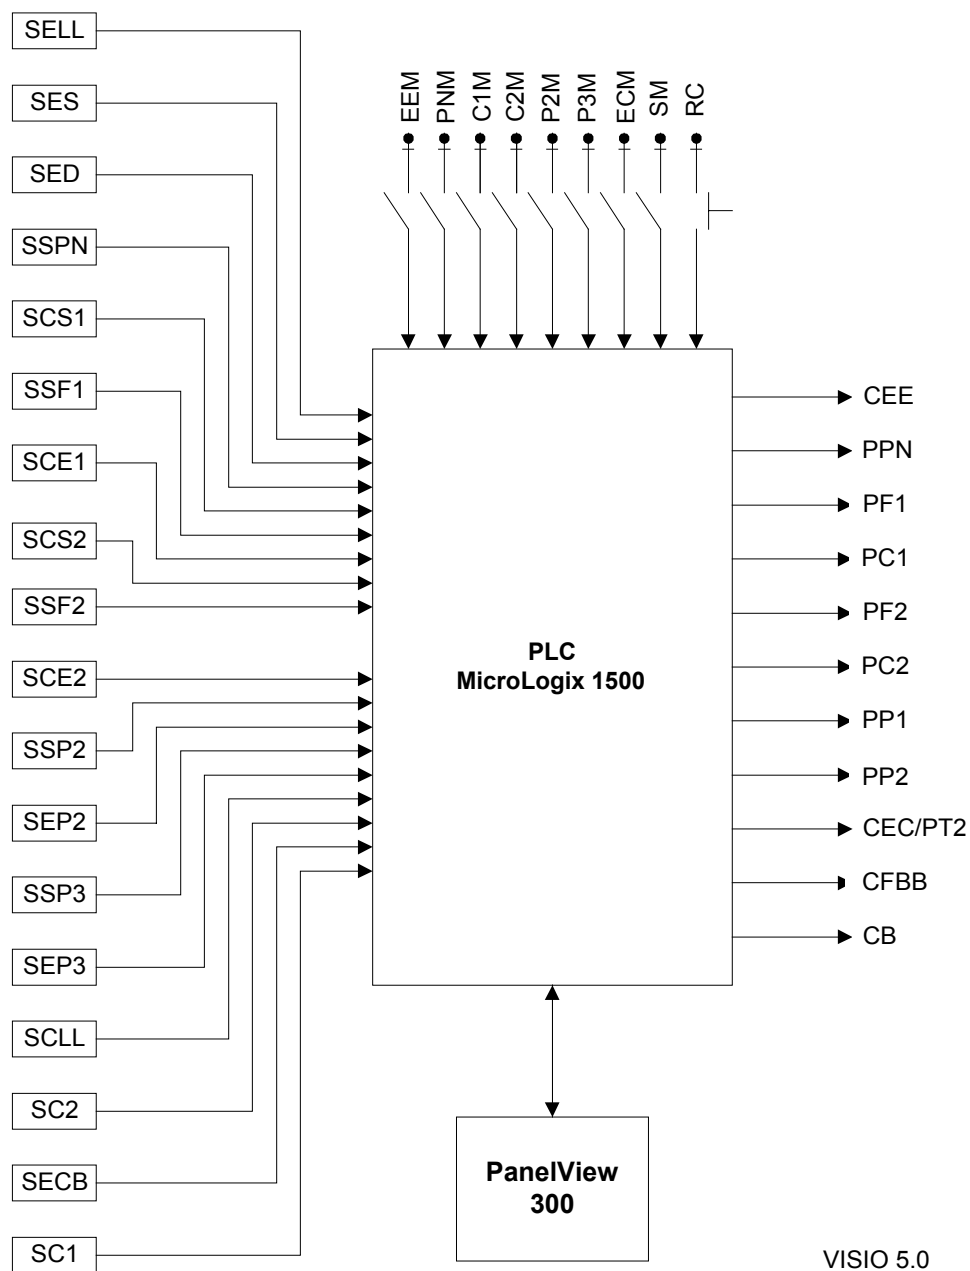 SELL
SES
SED
SSPN
SCS1
SSF1
SCE1
SCS2
SSF2
SCE2
SSP2
SEP2
SSP3
SEP3
SCLL
SC2
SECB
SC1
EEM
PNM
C1M
C2M
P2M
P3M
ECM
SM
RC
PLC
MicroLogix 1500
CEE
PPN
PF1
PC1
PF2
PC2
PP1
PP2
CEC/PT2
CFBB
CB
PanelView
300
VISIO 5.0